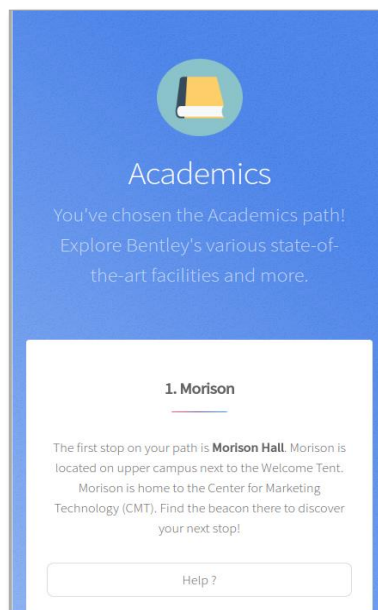 Academics
You've chosen the Academics path!
Explore Bentley's various state-of-
the-art facilities and more.
1. Morison
The first stop on your path is Morison Hall. Morison is
located on upper campus next to the Welcome Tent.
Morison is home to the Center for Marketing
Technology (CMT). Find the beacon there to discover
your next stop!
Help ?